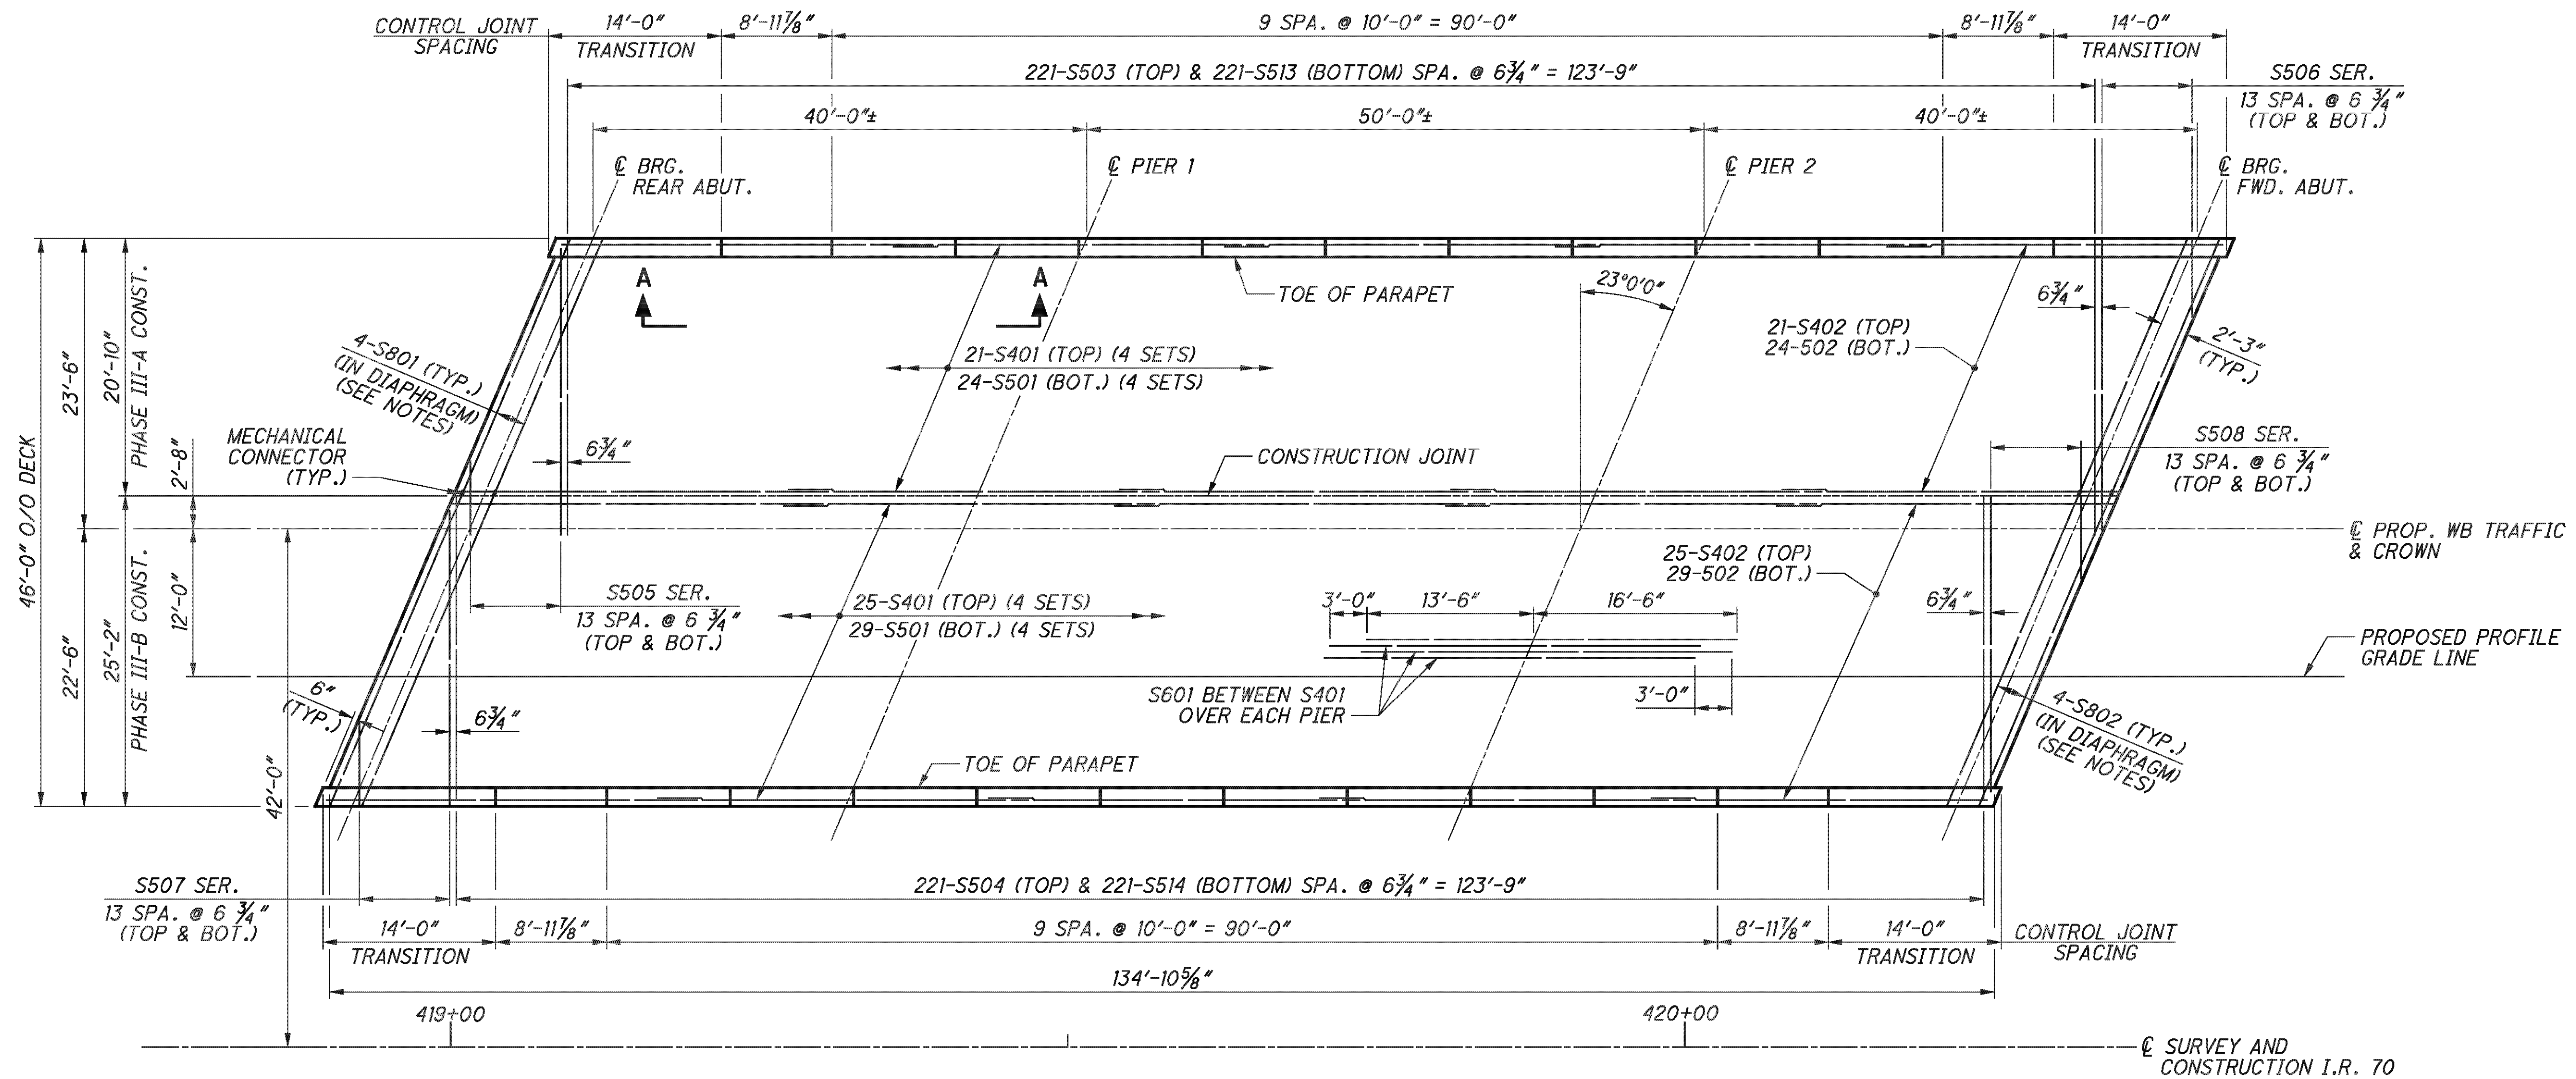 CONTROL JOINT
SPACING
14'-0"
TRANSITION
8'-11⅞"
9 SPA. @ 10'-0" = 90'-0"
8'-11⅞"
14'-0"
TRANSITION
221-S503 (TOP) & 221-S513 (BOTTOM) SPA. @ 6¾" = 123'-9"
S506 SER.
13 SPA. @ 6 ¾"
(TOP & BOT.)
40'-0"±
50'-0"±
40'-0"±
℄ BRG.
REAR ABUT.
℄ PIER 1
℄ PIER 2
℄ BRG.
FWD. ABUT.
A
A
TOE OF PARAPET
23°0'0"
6¾"
2'-3"
(TYP.)
46'-0" O/O DECK
23'-6"
20'-10"
PHASE III-A CONST.
4-S801 (TYP.)
(IN DIAPHRAGM)
(SEE NOTES)
21-S401 (TOP) (4 SETS)
24-S501 (BOT.) (4 SETS)
21-S402 (TOP)
24-502 (BOT.)
MECHANICAL
CONNECTOR
(TYP.)
2'-8"
6¾"
CONSTRUCTION JOINT
S508 SER.
13 SPA. @ 6 ¾"
(TOP & BOT.)
℄ PROP. WB TRAFFIC
& CROWN
22'-6"
25'-2"
PHASE III-B CONST.
12'-0"
S505 SER.
13 SPA. @ 6 ¾"
(TOP & BOT.)
25-S401 (TOP) (4 SETS)
29-S501 (BOT.) (4 SETS)
25-S402 (TOP)
29-502 (BOT.)
3'-0"
13'-6"
16'-6"
6¾"
PROPOSED PROFILE
GRADE LINE
S601 BETWEEN S401
OVER EACH PIER
3'-0"
6"
(TYP.)
6¾"
4-S802 (TYP.)
(IN DIAPHRAGM)
(SEE NOTES)
42'-0"
TOE OF PARAPET
S507 SER.
13 SPA. @ 6 ¾"
(TOP & BOT.)
221-S504 (TOP) & 221-S514 (BOTTOM) SPA. @ 6¾" = 123'-9"
14'-0"
TRANSITION
8'-11⅞"
9 SPA. @ 10'-0" = 90'-0"
8'-11⅞"
14'-0"
TRANSITION
CONTROL JOINT
SPACING
134'-10⅝"
419+00
420+00
℄ SURVEY AND
CONSTRUCTION I.R. 70